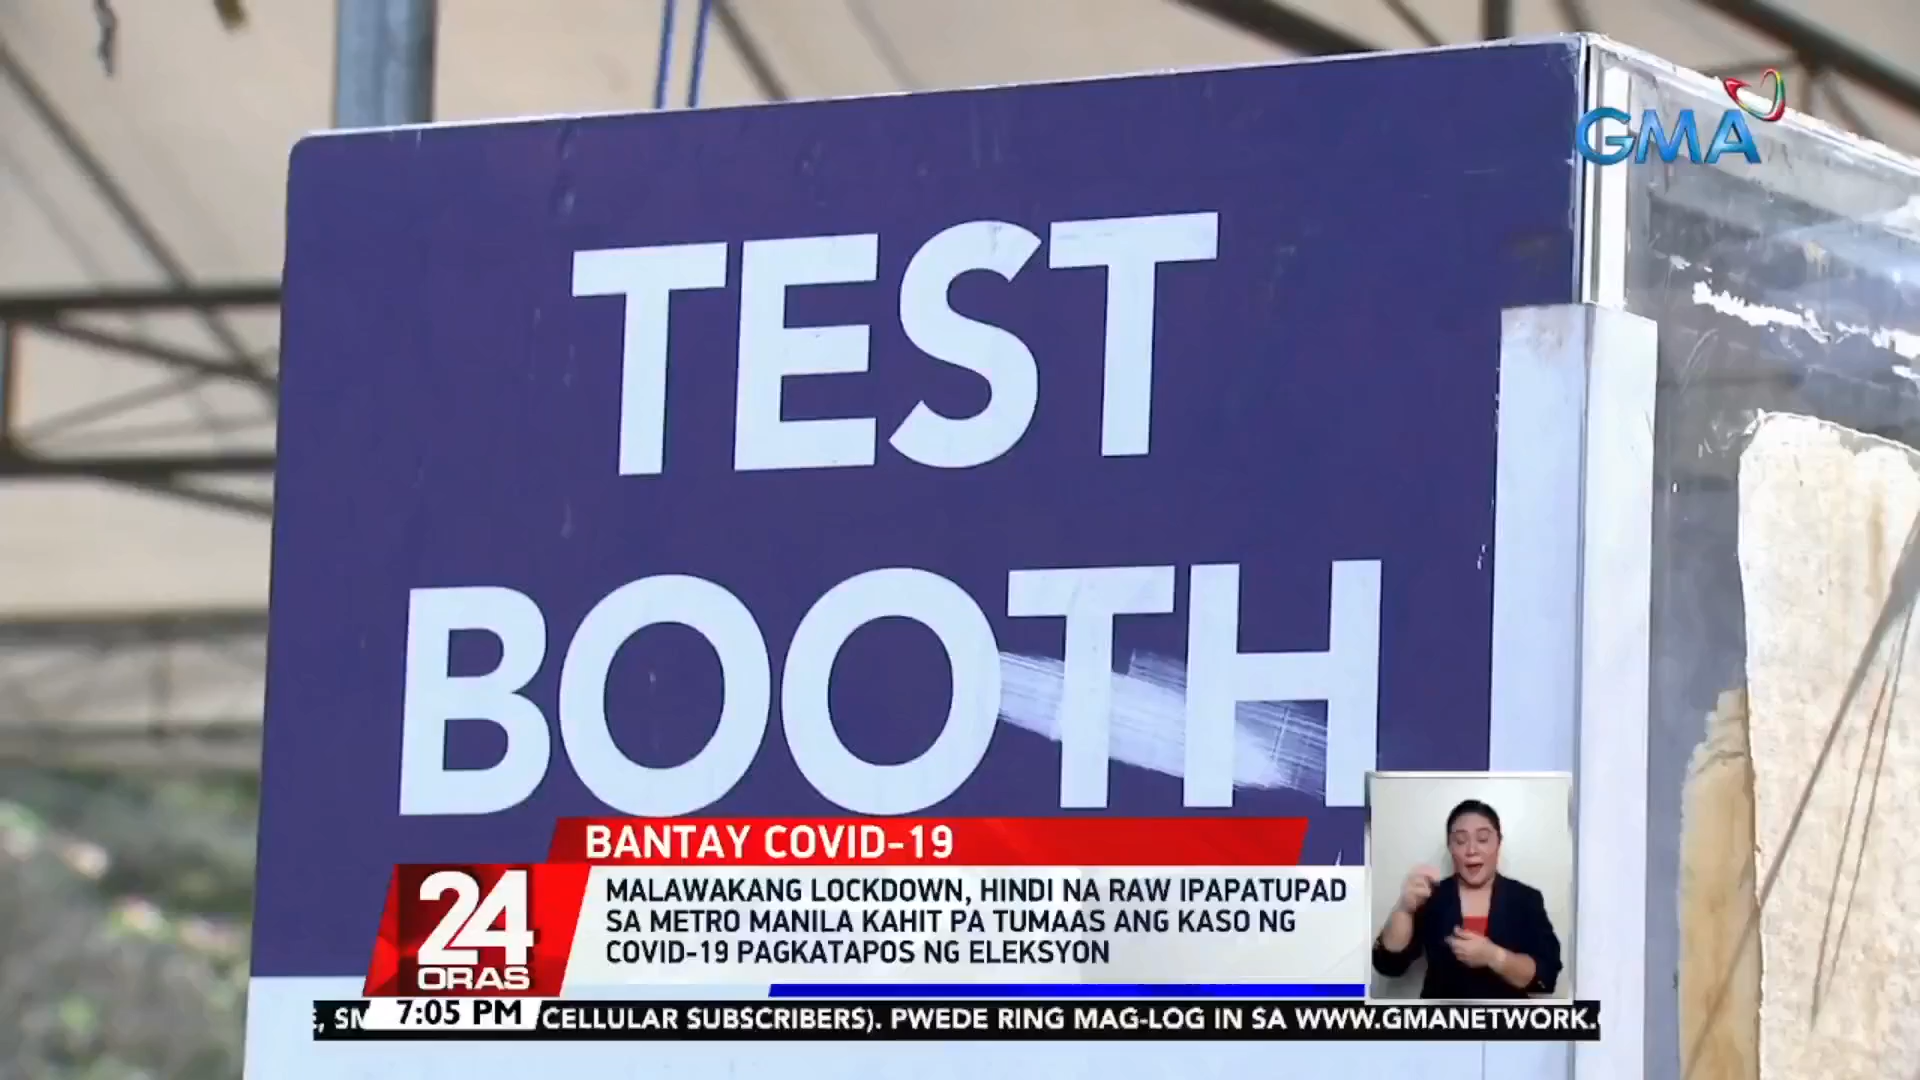 GMA
TEST
BOOTH
BANTAY COVID-19
24
ORAS
MALAWAKANG LOCKDOWN, HINDI NA RAW IPAPATUPAD
SA METRO MANILA KAHIT PA TUMAAS ANG KASO NG
COVID-19 PAGKATAPOS NG ELEKSYON
7:05 PM
CELLULAR SUBSCRIBERS). PWEDE RING MAG-LOG IN SA WWW.GMANETWORK.